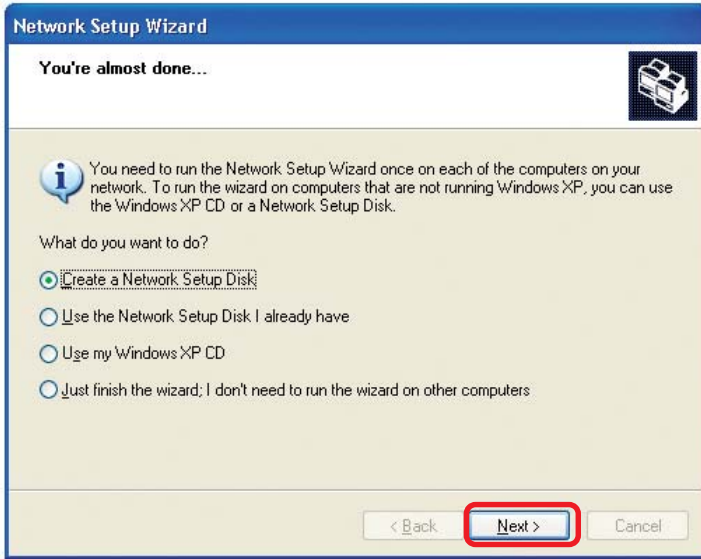 Network Setup Wizard
You're almost done...
You need to run the Network Setup Wizard once on each of the computers on your
network. To run the wizard on computers that are not running Windows XP, you can use
the Windows XP CD or a Network Setup Disk.
What do you want to do?
Create a Network Setup Disk
Use the Network Setup Disk I already have
Use my Windows XP CD
Just finish the wizard; I don't need to run the wizard on other computers
< Back Next > Cancel